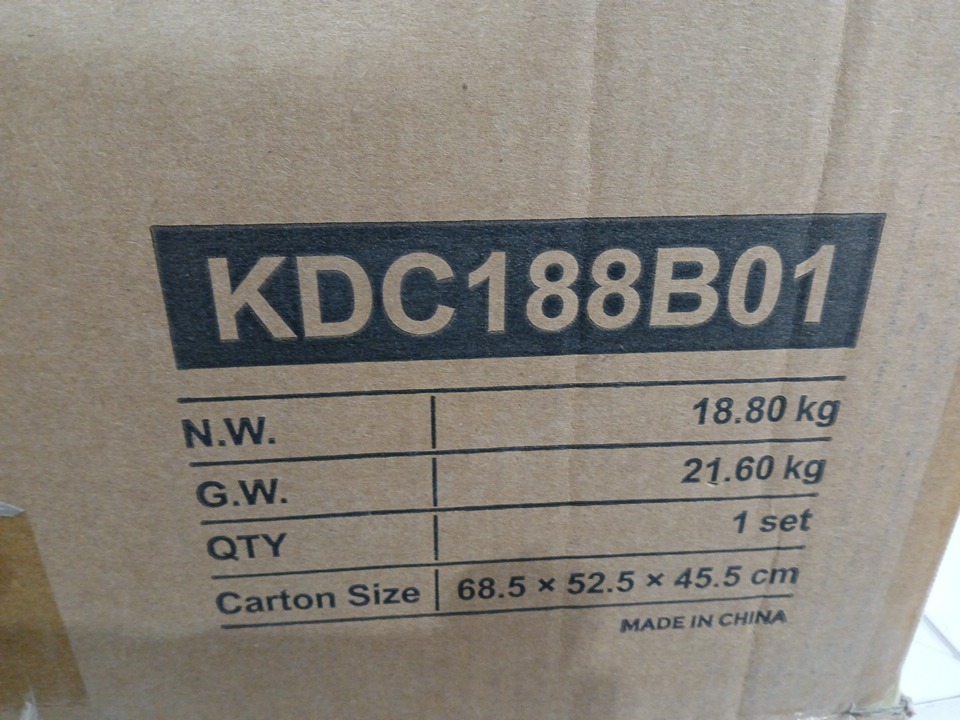 KDC188B01
N.W. 18.80 kg
G.W. 21.60 kg
QTY 1 set
Carton Size 68.5 × 52.5 × 45.5 cm
MADE IN CHINA